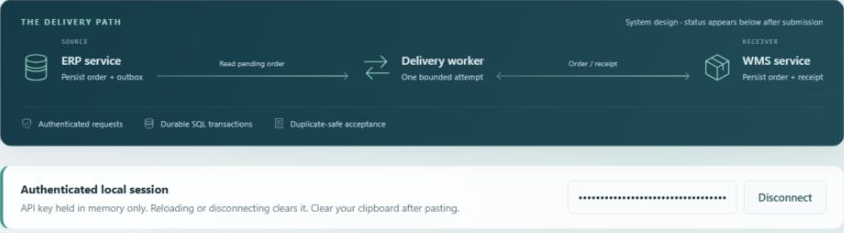 THE DELIVERY PATH
System design · status appears below after submission
SOURCE
ERP service
Persist order + outbox
Read pending order
Delivery worker
One bounded attempt
Order / receipt
RECEIVER
WMS service
Persist order + receipt
Authenticated requests
Durable SQL transactions
Duplicate-safe acceptance
Authenticated local session
API key held in memory only. Reloading or disconnecting clears it. Clear your clipboard after pasting.
Disconnect